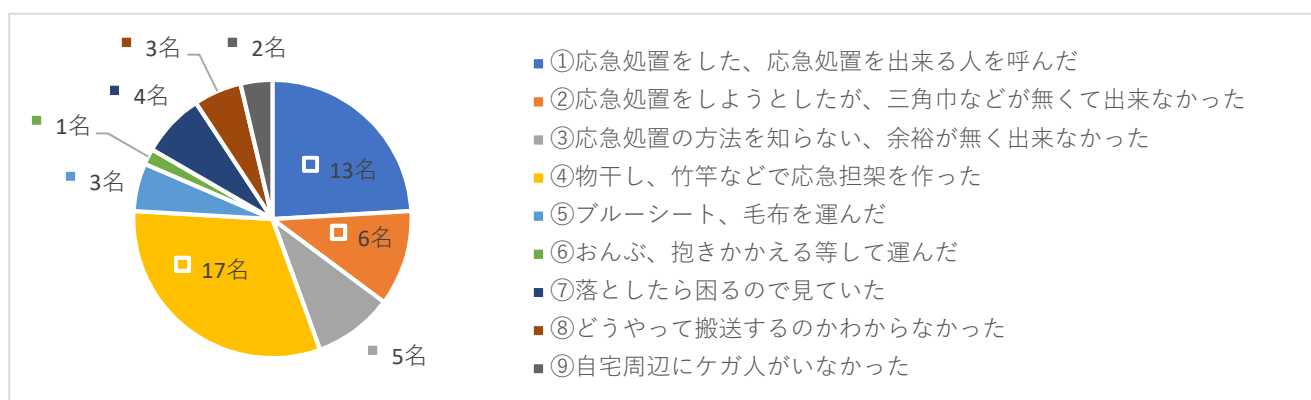 3名
2名
4名
1名
3名
13名
6名
17名
5名
①応急処置をした、応急処置を出来る人を呼んだ
②応急処置をしようとしたが、三角巾などが無くて出来なかった
③応急処置の方法を知らない、余裕が無く出来なかった
④物干し、竹竿などで応急担架を作った
⑤ブルーシート、毛布を運んだ
⑥おんぶ、抱きかかえる等して運んだ
⑦落としたら困るので見ていた
⑧どうやって搬送するのかわからなかった
⑨自宅周辺にケガ人がいなかった